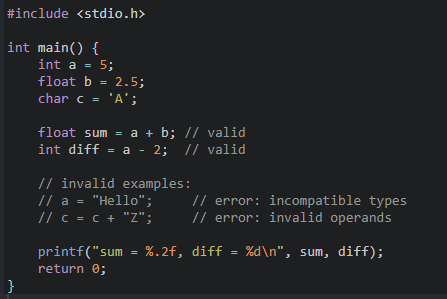 #include <stdio.h>

int main() {
    int a = 5;
    float b = 2.5;
    char c = 'A';

    float sum = a + b; // valid
    int diff = a - 2;  // valid

    // invalid examples:
    // a = "Hello";     // error: incompatible types
    // c = c + "Z";     // error: invalid operands

    printf("sum = %.2f, diff = %d\n", sum, diff);
    return 0;
}